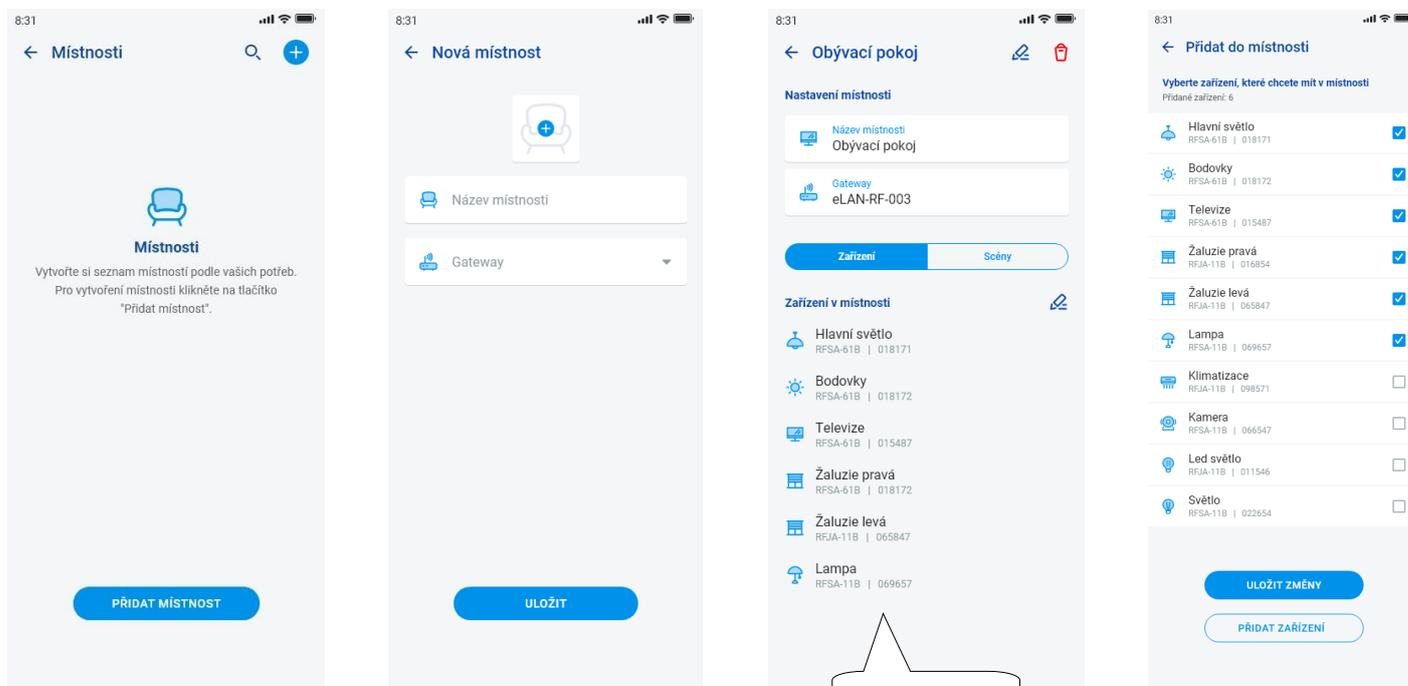 8:31
Místnosti
Místnosti
Vytvořte si seznam místností podle vašich potřeb.
Pro vytvoření místnosti klikněte na tlačítko
"Přidat místnost".
PŘIDAT MÍSTNOST
8:31
Nová místnost
Název místnosti
Gateway
ULOŽIT
8:31
Obývací pokoj
Nastavení místnosti
Název místnosti
Obývací pokoj
Gateway
eLAN-RF-003
Zařízení
Scény
Zařízení v místnosti
Hlavní světlo
RFSA-61B | 018171
Bodovky
RFSA-61B | 018172
Televize
RFSA-61B | 015487
Žaluzie pravá
RFSA-61B | 018172
Žaluzie levá
RFJA-11B | 065847
Lampa
RFSA-11B | 069657
8:31
Přidat do místnosti
Vyberte zařízení, které chcete mít v místnosti
Přidané zařízení: 6
Hlavní světlo
RFSA-61B | 018171
Bodovky
RFSA-61B | 018172
Televize
RFSA-61B | 015487
Žaluzie pravá
RFJA-11B | 016854
Žaluzie levá
RFJA-11B | 065847
Lampa
RFSA-11B | 069657
Klimatizace
RFJA-11B | 098571
Kamera
RFSA-11B | 066547
Led světlo
RFJA-11B | 011546
Světlo
RFSA-11B | 022654
ULOŽIT ZMĚNY
PŘIDAT ZAŘÍZENÍ